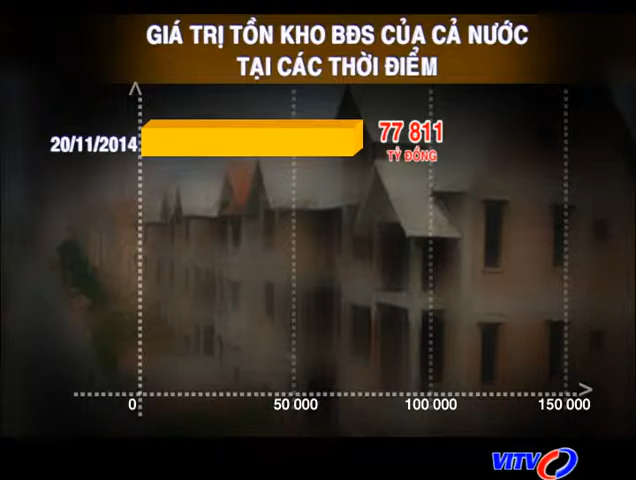 GIÁ TRỊ TỒN KHO BĐS CỦA CẢ NƯỚC
TẠI CÁC THỜI ĐIỂM
20/11/2014
77 811
TỶ ĐỒNG
0
50 000
100 000
150 000
VITV